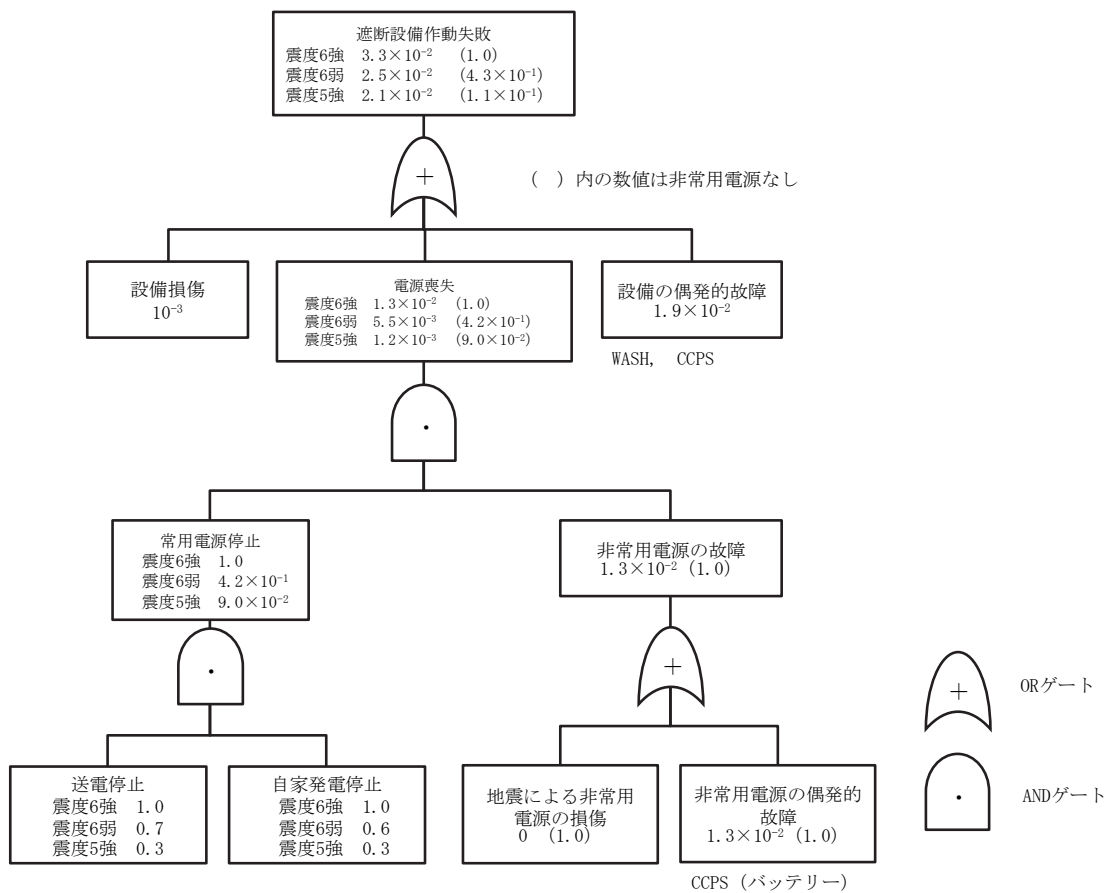 遮断設備作動失敗
震度6強 3.3×10⁻² (1.0)
震度6弱 2.5×10⁻² (4.3×10⁻¹)
震度5強 2.1×10⁻² (1.1×10⁻¹)
+
( )内の数値は非常用電源なし
設備損傷
10⁻³
電源喪失
震度6強 1.3×10⁻² (1.0)
震度6弱 5.5×10⁻³ (4.2×10⁻¹)
震度5強 1.2×10⁻³ (9.0×10⁻²)
設備の偶発的故障
1.9×10⁻²
WASH, CCPS
・
常用電源停止
震度6強 1.0
震度6弱 4.2×10⁻¹
震度5強 9.0×10⁻²
非常用電源の故障
1.3×10⁻² (1.0)
・
+
送電停止
震度6強 1.0
震度6弱 0.7
震度5強 0.3
自家発電停止
震度6強 1.0
震度6弱 0.6
震度5強 0.3
地震による非常用
電源の損傷
0 (1.0)
非常用電源の偶発的
故障
1.3×10⁻² (1.0)
CCPS (バッテリー)
+
ORゲート
・
ANDゲート